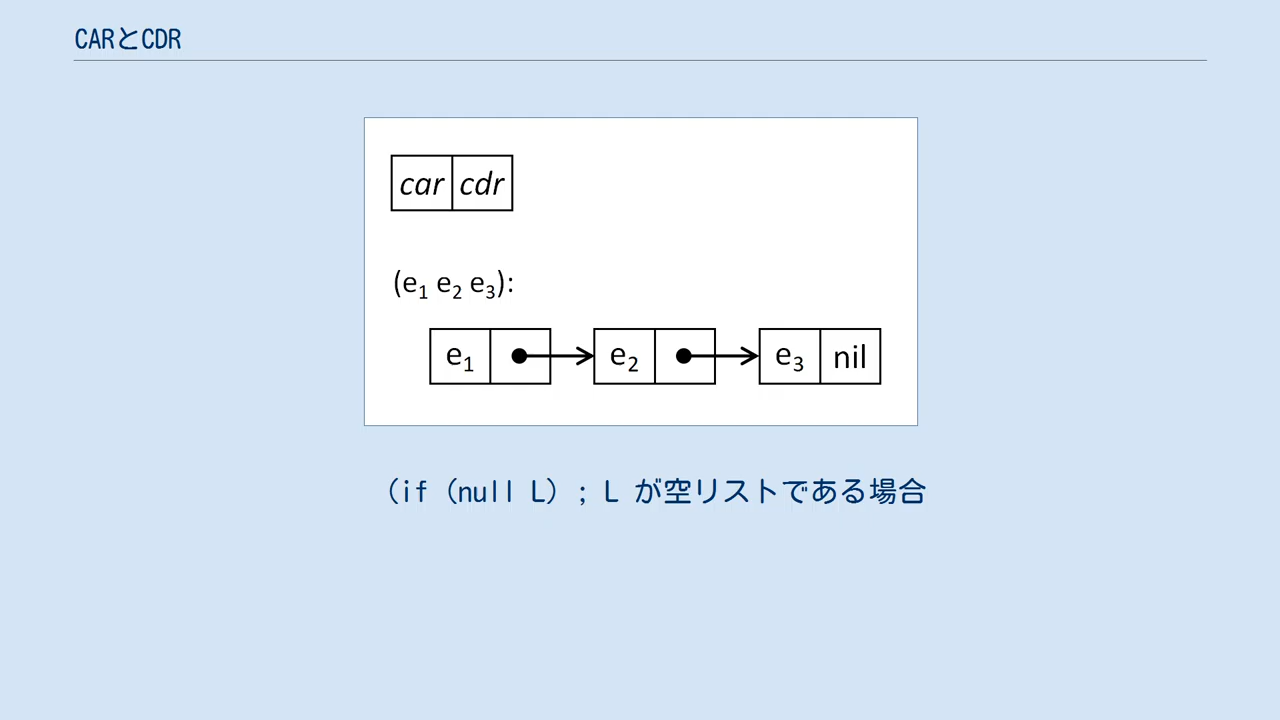 CARとCDR
car cdr
(e₁ e₂ e₃):
e₁ e₂ e₃ nil
(if (null L) ; L が空リストである場合